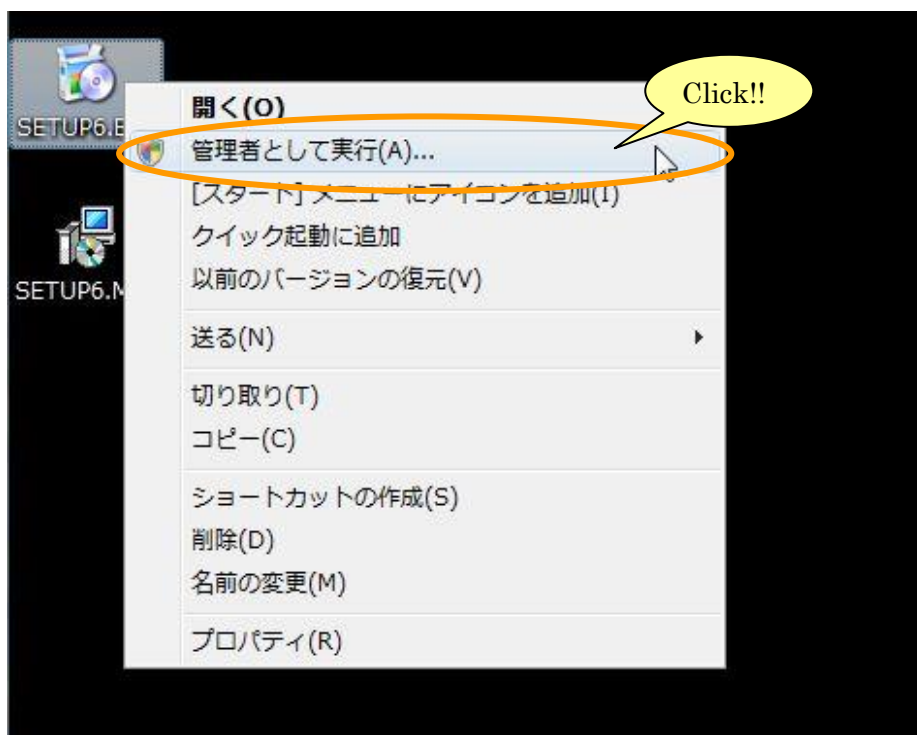 SETUP6.E
SETUP6.M
開く(O)
Click!!
管理者として実行(A)...
[スタート] メニューにアイコンを追加(I)
クイック起動に追加
以前のバージョンの復元(V)
送る(N)
切り取り(T)
コピー(C)
ショートカットの作成(S)
削除(D)
名前の変更(M)
プロパティ(R)